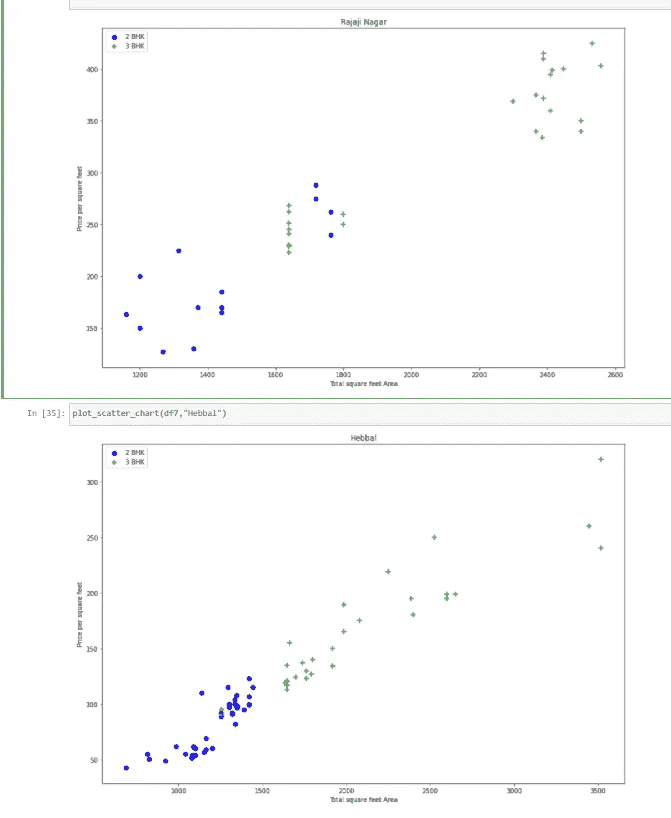 Rajaji Nagar
2 BHK
3 BHK
400
350
300
250
200
150
Price per square feet
1200
1400
1600
1800
2000
2200
2400
2600
Total square feet Area
In [35]: plot_scatter_chart(df7,"Hebbal")
Hebbal
2 BHK
3 BHK
300
250
200
150
100
50
Price per square feet
1000
1500
2000
2500
3000
3500
Total square feet Area